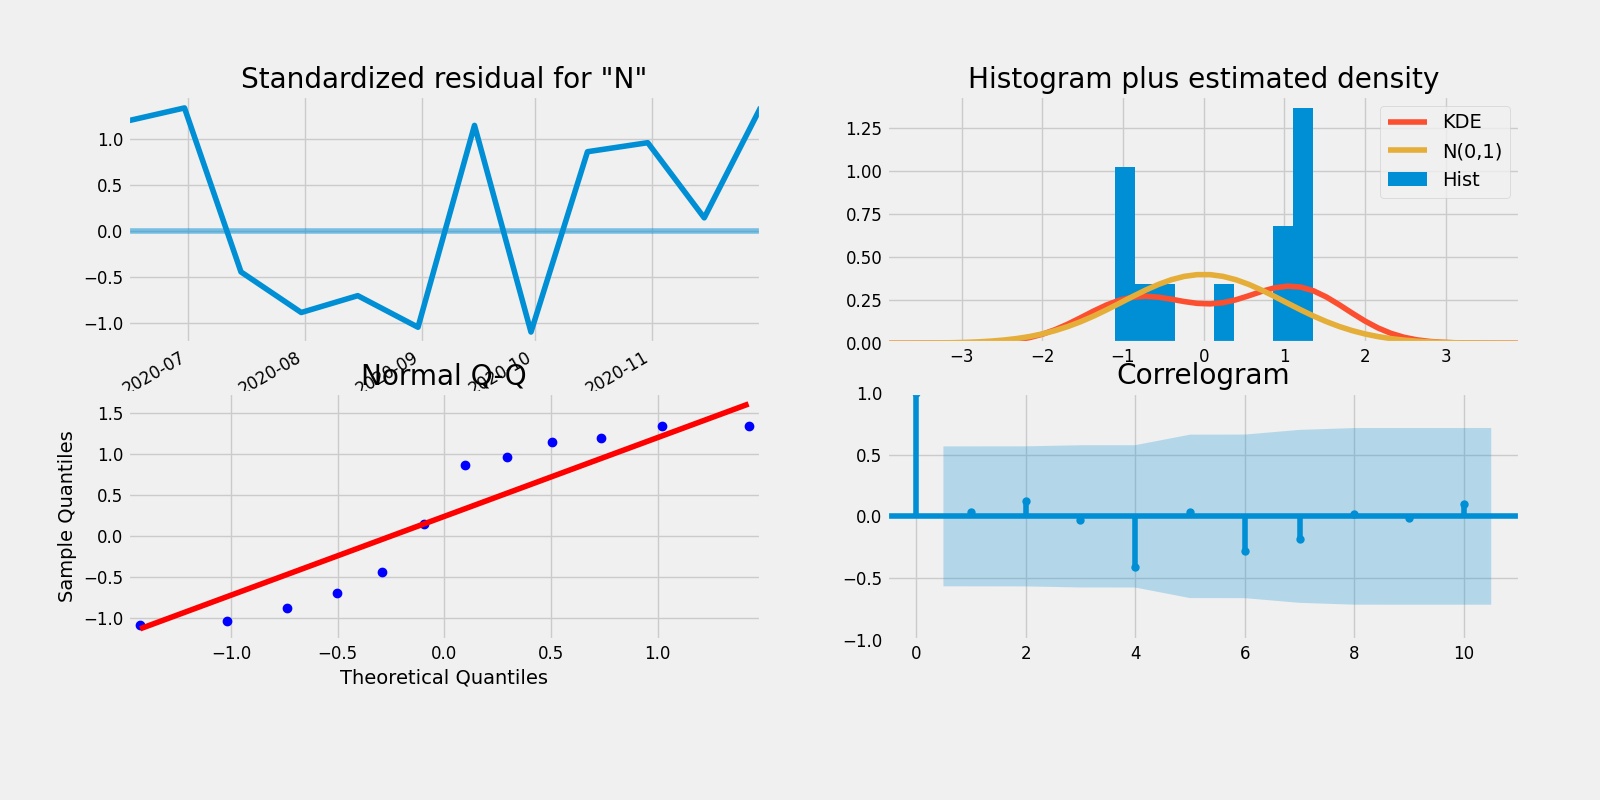 Standardized residual for "N"
1.0
0.5
0.0
−0.5
−1.0
2020-07
2020-08
2020-09
2020-10
2020-11
Histogram plus estimated density
1.25
1.00
0.75
0.50
0.25
0.00
KDE
N(0,1)
Hist
−3 −2 −1 0 1 2 3
Normal Q-Q
Sample Quantiles
1.5
1.0
0.5
0.0
−0.5
−1.0
−1.0 −0.5 0.0 0.5 1.0
Theoretical Quantiles
Correlogram
1.0
0.5
0.0
−0.5
−1.0
0 2 4 6 8 10